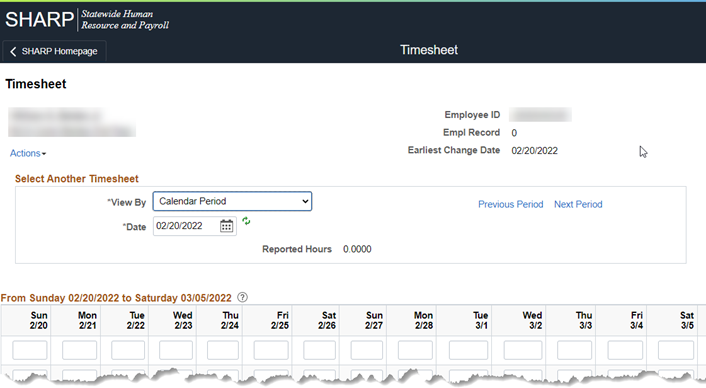 SHARP Statewide Human
Resource and Payroll
SHARP Homepage
Timesheet
Timesheet
Employee ID
Empl Record 0
Actions
Earliest Change Date 02/20/2022
Select Another Timesheet
*View By Calendar Period
Previous Period Next Period
*Date 02/20/2022
Reported Hours 0.0000
From Sunday 02/20/2022 to Saturday 03/05/2022 ?
Sun Mon Tue Wed Thu Fri Sat Sun Mon Tue Wed Thu Fri Sat
2/20 2/21 2/22 2/23 2/24 2/25 2/26 2/27 2/28 3/1 3/2 3/3 3/4 3/5